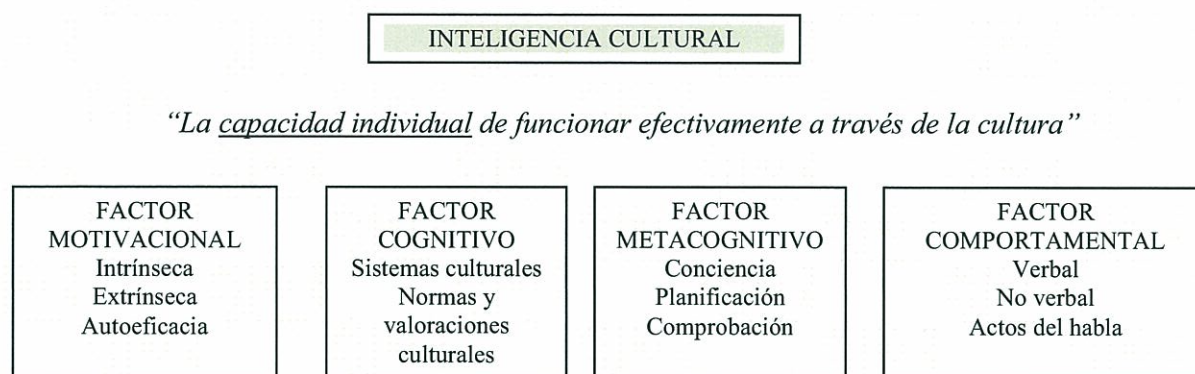 INTELIGENCIA CULTURAL
“La capacidad individual de funcionar efectivamente a través de la cultura”
FACTOR
MOTIVACIONAL
Intrínseca
Extrínseca
Autoeficacia
FACTOR
COGNITIVO
Sistemas culturales
Normas y
valoraciones
culturales
FACTOR
METACOGNITIVO
Conciencia
Planificación
Comprobación
FACTOR
COMPORTAMENTAL
Verbal
No verbal
Actos del habla